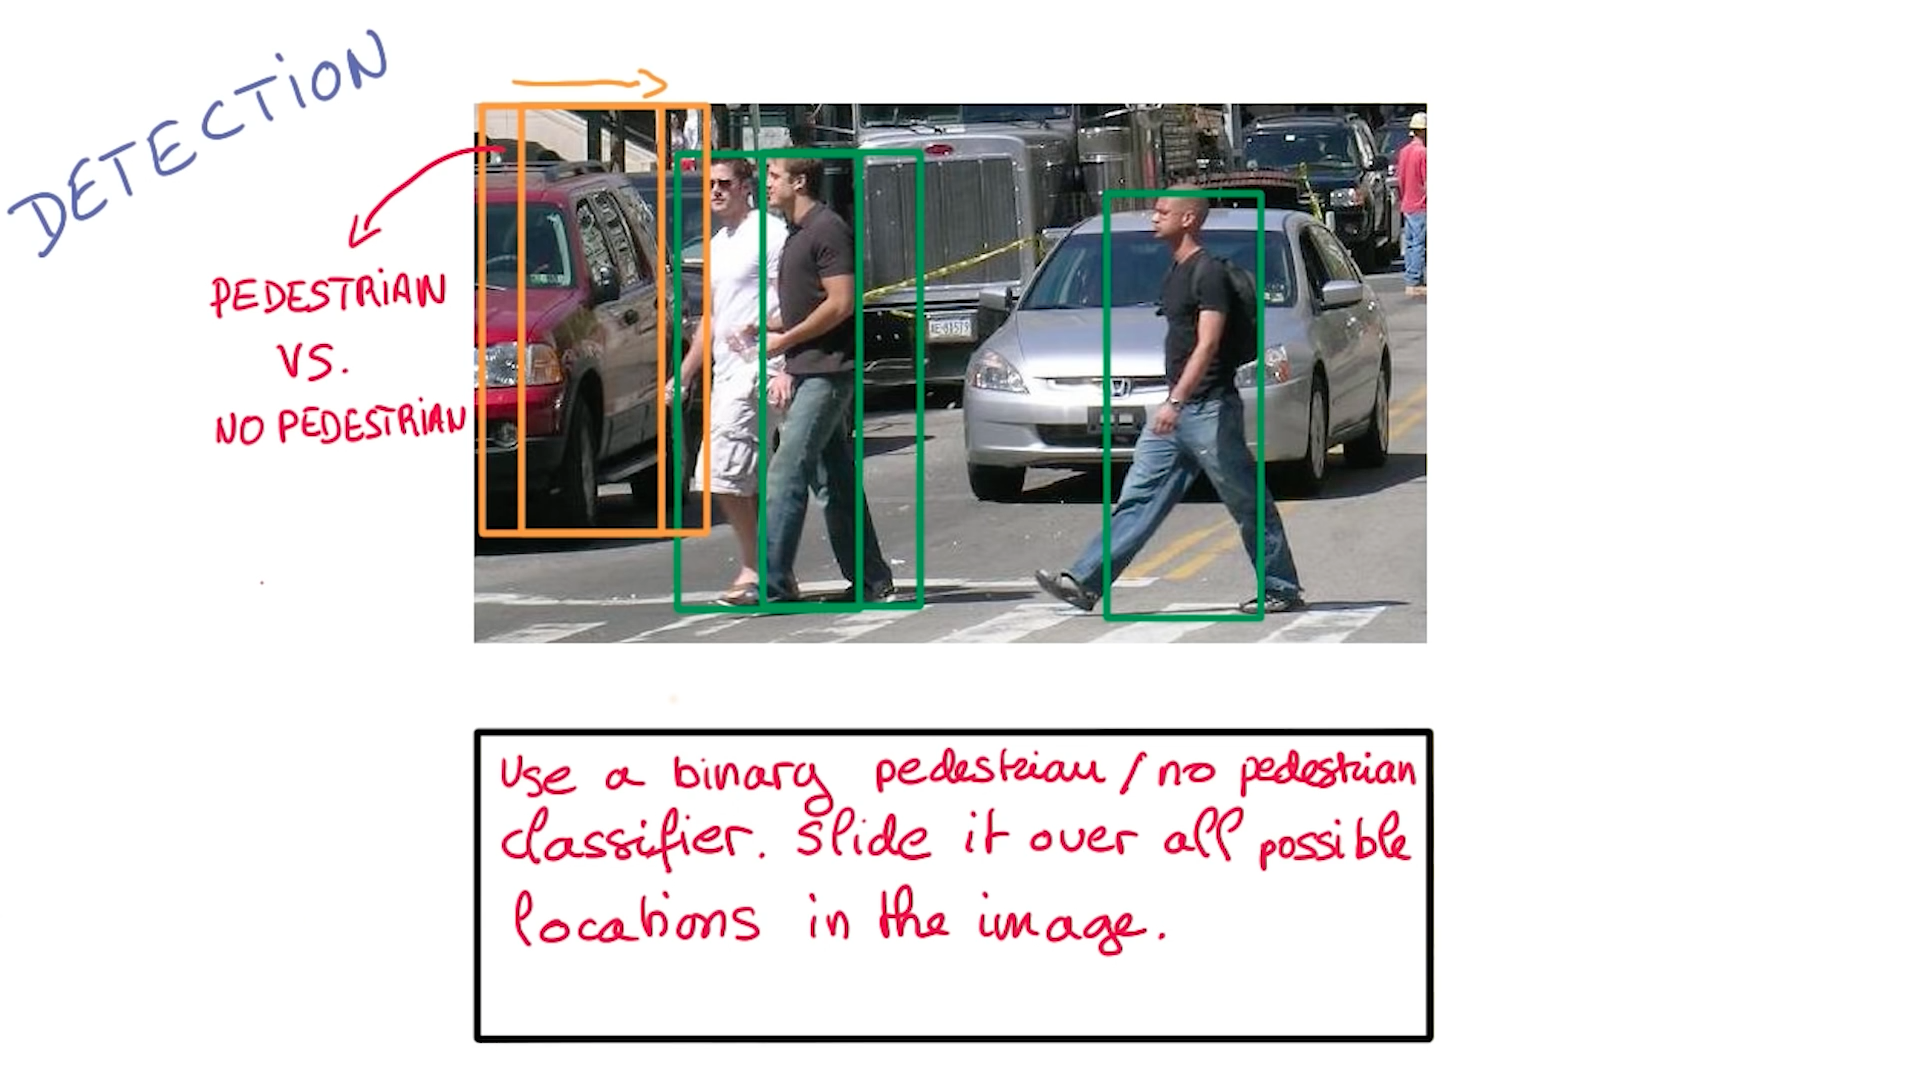 DETECTION
PEDESTRIAN
VS.
NO PEDESTRIAN
Use a binary pedestrian / no pedestrian
classifier. Slide it over all possible
locations in the image.